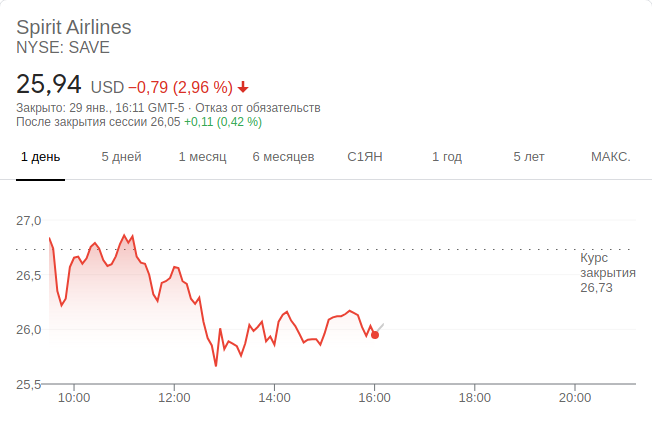 Spirit Airlines
NYSE: SAVE
25,94 USD −0,79 (2,96 %)
Закрыто: 29 янв., 16:11 GMT-5 · Отказ от обязательств
После закрытия сессии 26,05 +0,11 (0,42 %)
1 день 5 дней 1 месяц 6 месяцев С1ЯН 1 год 5 лет МАКС.
27,0
26,5
26,0
25,5
Курс
закрытия
26,73
10:00 12:00 14:00 16:00 18:00 20:00